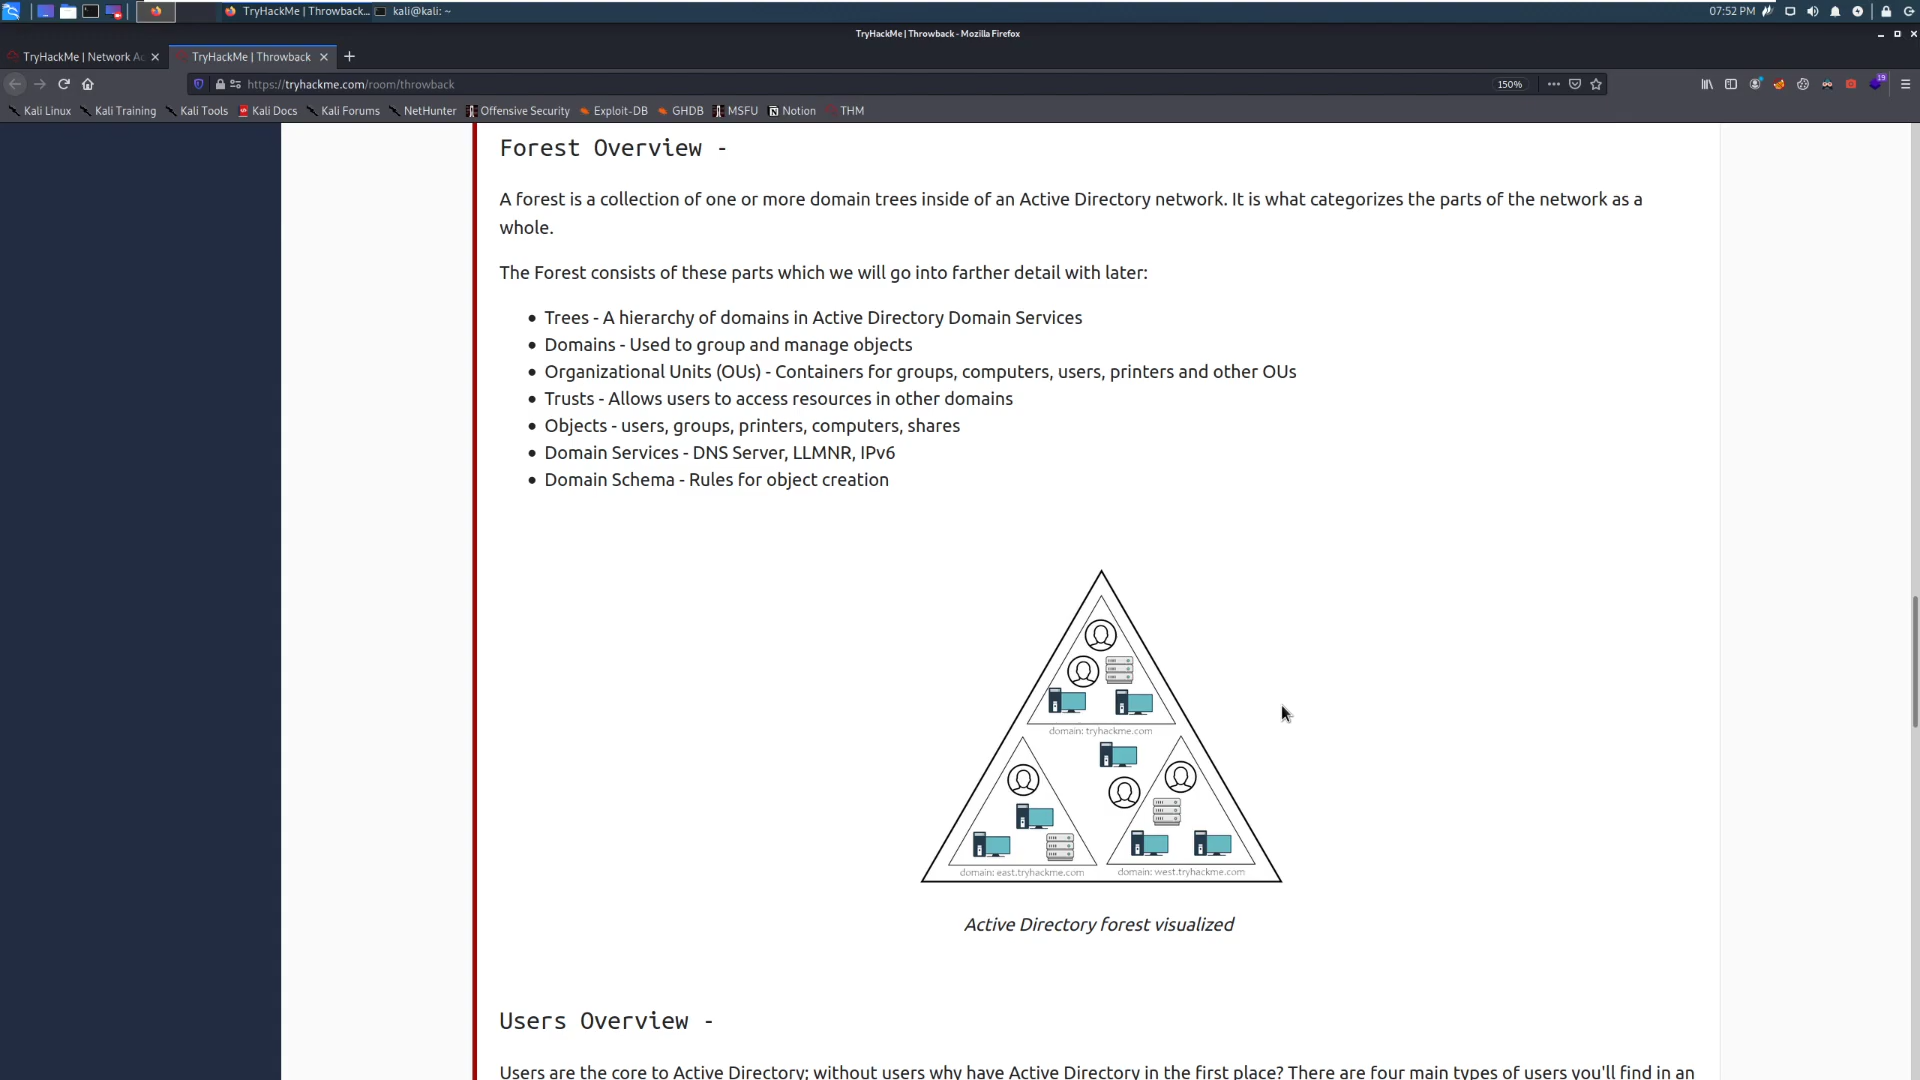 TryHackMe | Throwback...
kali@kali: ~
07:52 PM
TryHackMe | Throwback - Mozilla Firefox
TryHackMe | Network A
TryHackMe | Throwback
https://tryhackme.com/room/throwback
150%
19
Kali Linux
Kali Training
Kali Tools
Kali Docs
Kali Forums
NetHunter
Offensive Security
Exploit-DB
GHDB
MSFU
Notion
THM
Forest Overview -
A forest is a collection of one or more domain trees inside of an Active Directory network. It is what categorizes the parts of the network as a
whole.
The Forest consists of these parts which we will go into farther detail with later:
• Trees - A hierarchy of domains in Active Directory Domain Services
• Domains - Used to group and manage objects
• Organizational Units (OUs) - Containers for groups, computers, users, printers and other OUs
• Trusts - Allows users to access resources in other domains
• Objects - users, groups, printers, computers, shares
• Domain Services - DNS Server, LLMNR, IPv6
• Domain Schema - Rules for object creation
domain: tryhackme.com
domain: east.tryhackme.com
domain: west.tryhackme.com
Active Directory forest visualized
Users Overview -
Users are the core to Active Directory; without users why have Active Directory in the first place? There are four main types of users you'll find in an